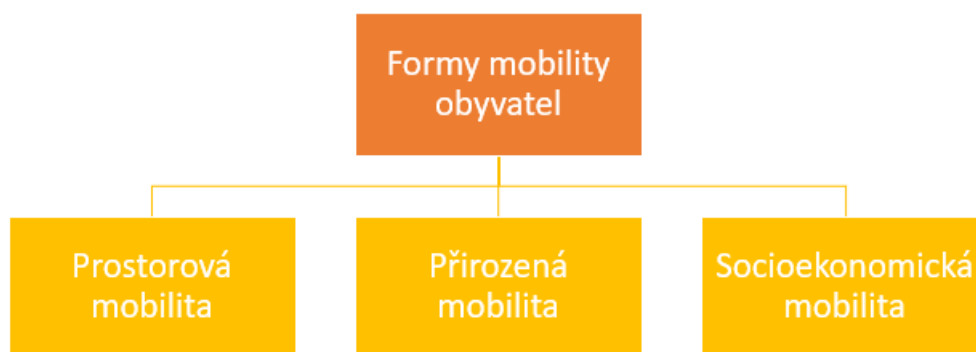 Formy mobility
obyvatel
Prostorová
mobilita
Přirozená
mobilita
Socioekonomická
mobilita